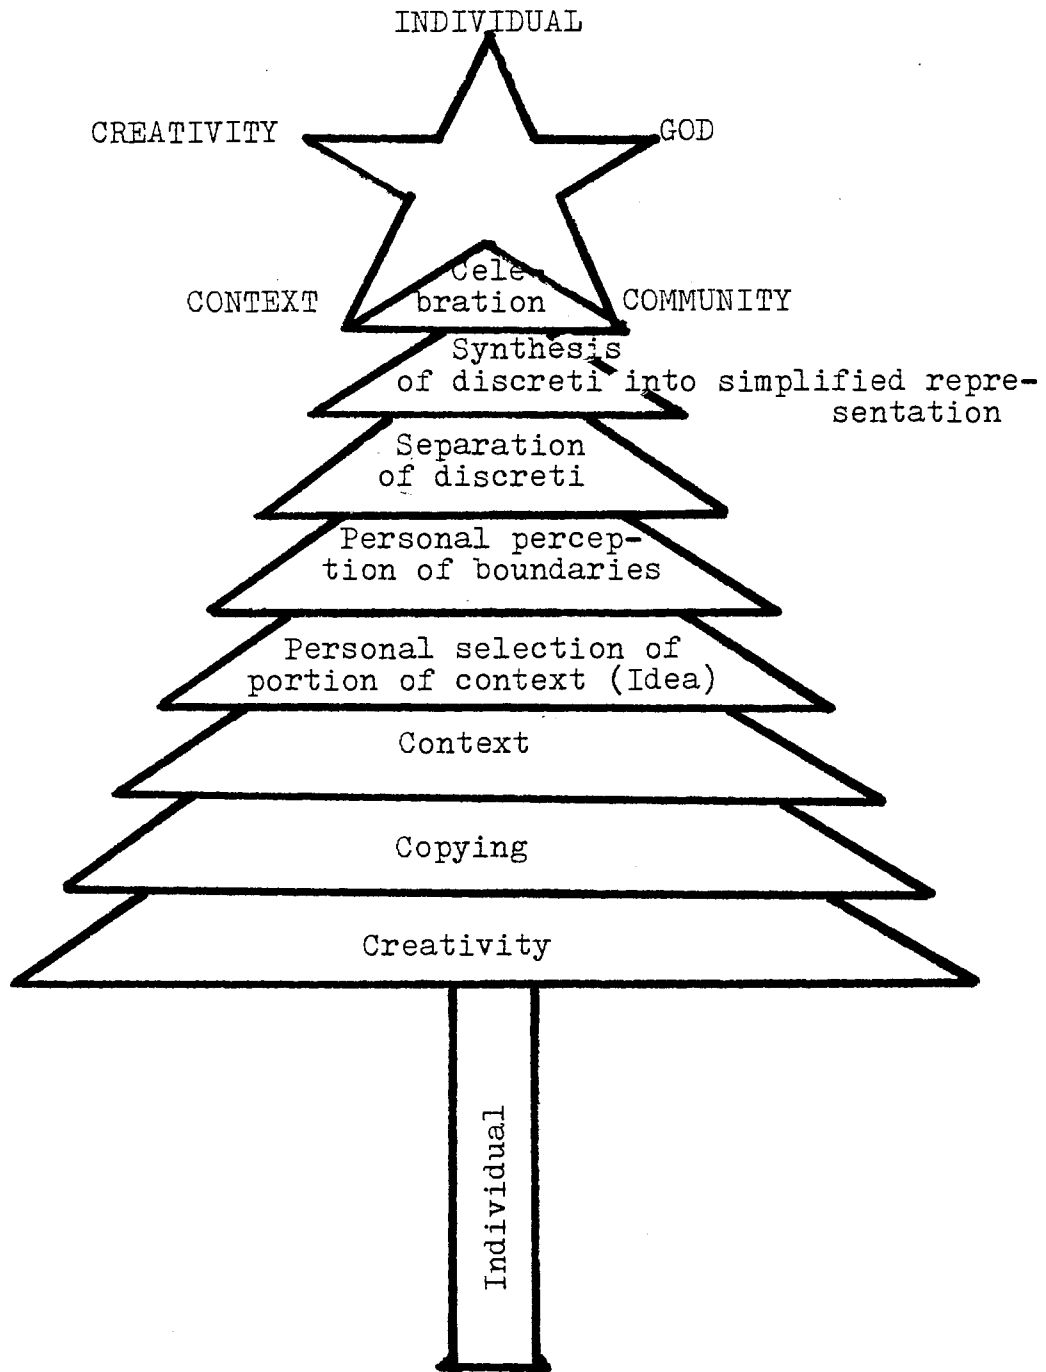 INDIVIDUAL
CREATIVITY
GOD
CONTEXT
Cele-
bration
COMMUNITY
Synthesis
of discreti into simplified repre-
sentation
Separation
of discreti
Personal percep-
tion of boundaries
Personal selection of
portion of context (Idea)
Context
Copying
Creativity
Individual